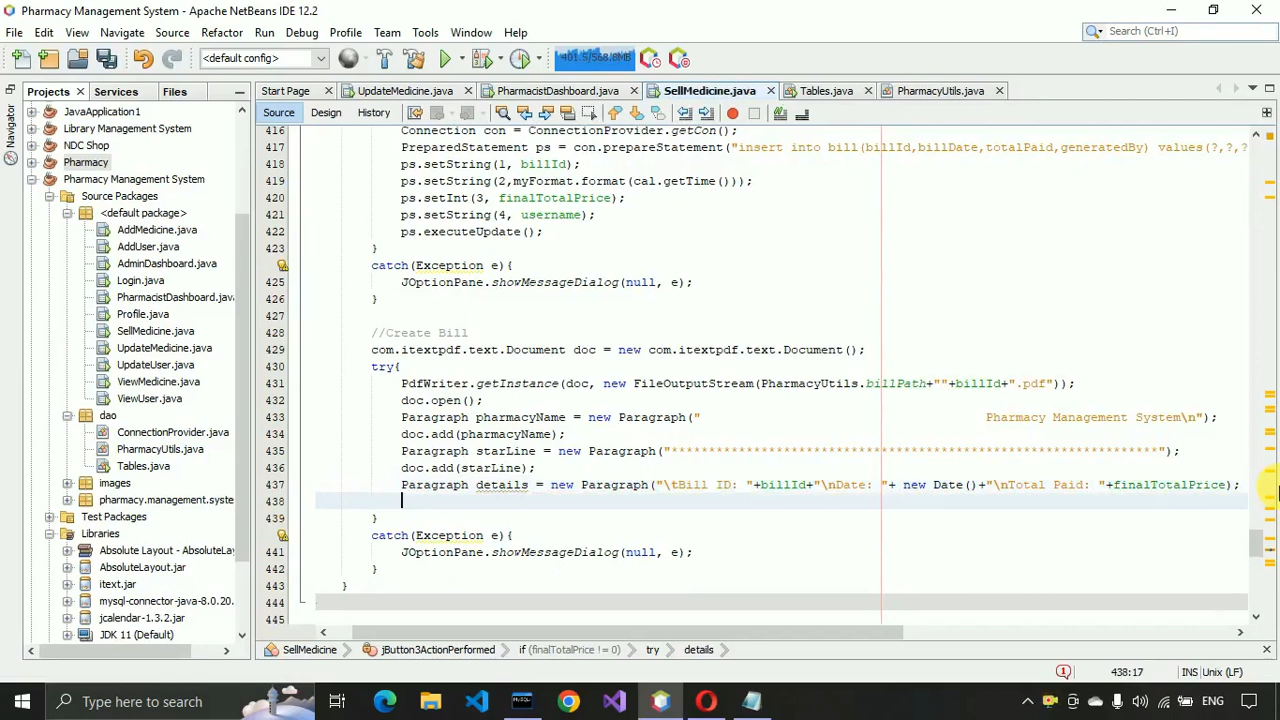 Pharmacy Management System - Apache NetBeans IDE 12.2
File Edit View Navigate Source Refactor Run Debug Profile Team Tools Window Help
Search (Ctrl+I)
<default config>
401.9/568.8MB
Projects Services Files
Start Page UpdateMedicine.java PharmacistDashboard.java SellMedicine.java Tables.java PharmacyUtils.java
Source Design History
Navigator
JavaApplication1
Library Management System
NDC Shop
Pharmacy
Pharmacy Management System
Source Packages
<default package>
AddMedicine.java
AddUser.java
AdminDashboard.java
Login.java
PharmacistDashboard.java
Profile.java
SellMedicine.java
UpdateMedicine.java
UpdateUser.java
ViewMedicine.java
ViewUser.java
dao
ConnectionProvider.java
PharmacyUtils.java
Tables.java
images
pharmacy.management.syste
Test Packages
Libraries
Absolute Layout - AbsoluteLa
AbsoluteLayout.jar
itext.jar
mysql-connector-java-8.0.20.
jcalendar-1.3.2.jar
JDK 11 (Default)
416 Connection con = ConnectionProvider.getCon();
417 PreparedStatement ps = con.prepareStatement("insert into bill(billId,billDate,totalPaid,generatedBy) values(?,?,?
418 ps.setString(1, billId);
419 ps.setString(2,myFormat.format(cal.getTime()));
420 ps.setInt(3, finalTotalPrice);
421 ps.setString(4, username);
422 ps.executeUpdate();
423 }
catch(Exception e){
425 JOptionPane.showMessageDialog(null, e);
426 }
427
428 //Create Bill
429 com.itextpdf.text.Document doc = new com.itextpdf.text.Document();
430 try{
431 PdfWriter.getInstance(doc, new FileOutputStream(PharmacyUtils.billPath+""+billId+".pdf"));
432 doc.open();
433 Paragraph pharmacyName = new Paragraph(" Pharmacy Management System\n");
434 doc.add(pharmacyName);
435 Paragraph starLine = new Paragraph("****************************************************************");
436 doc.add(starLine);
437 Paragraph details = new Paragraph("\tBill ID: "+billId+"\nDate: "+ new Date()+"\nTotal Paid: "+finalTotalPrice);
438
439 }
catch(Exception e){
441 JOptionPane.showMessageDialog(null, e);
442 }
443 }
444
445
SellMedicine jButton3ActionPerformed if (finalTotalPrice != 0) try details
1 438:17 INS Unix (LF)
Type here to search
ENG